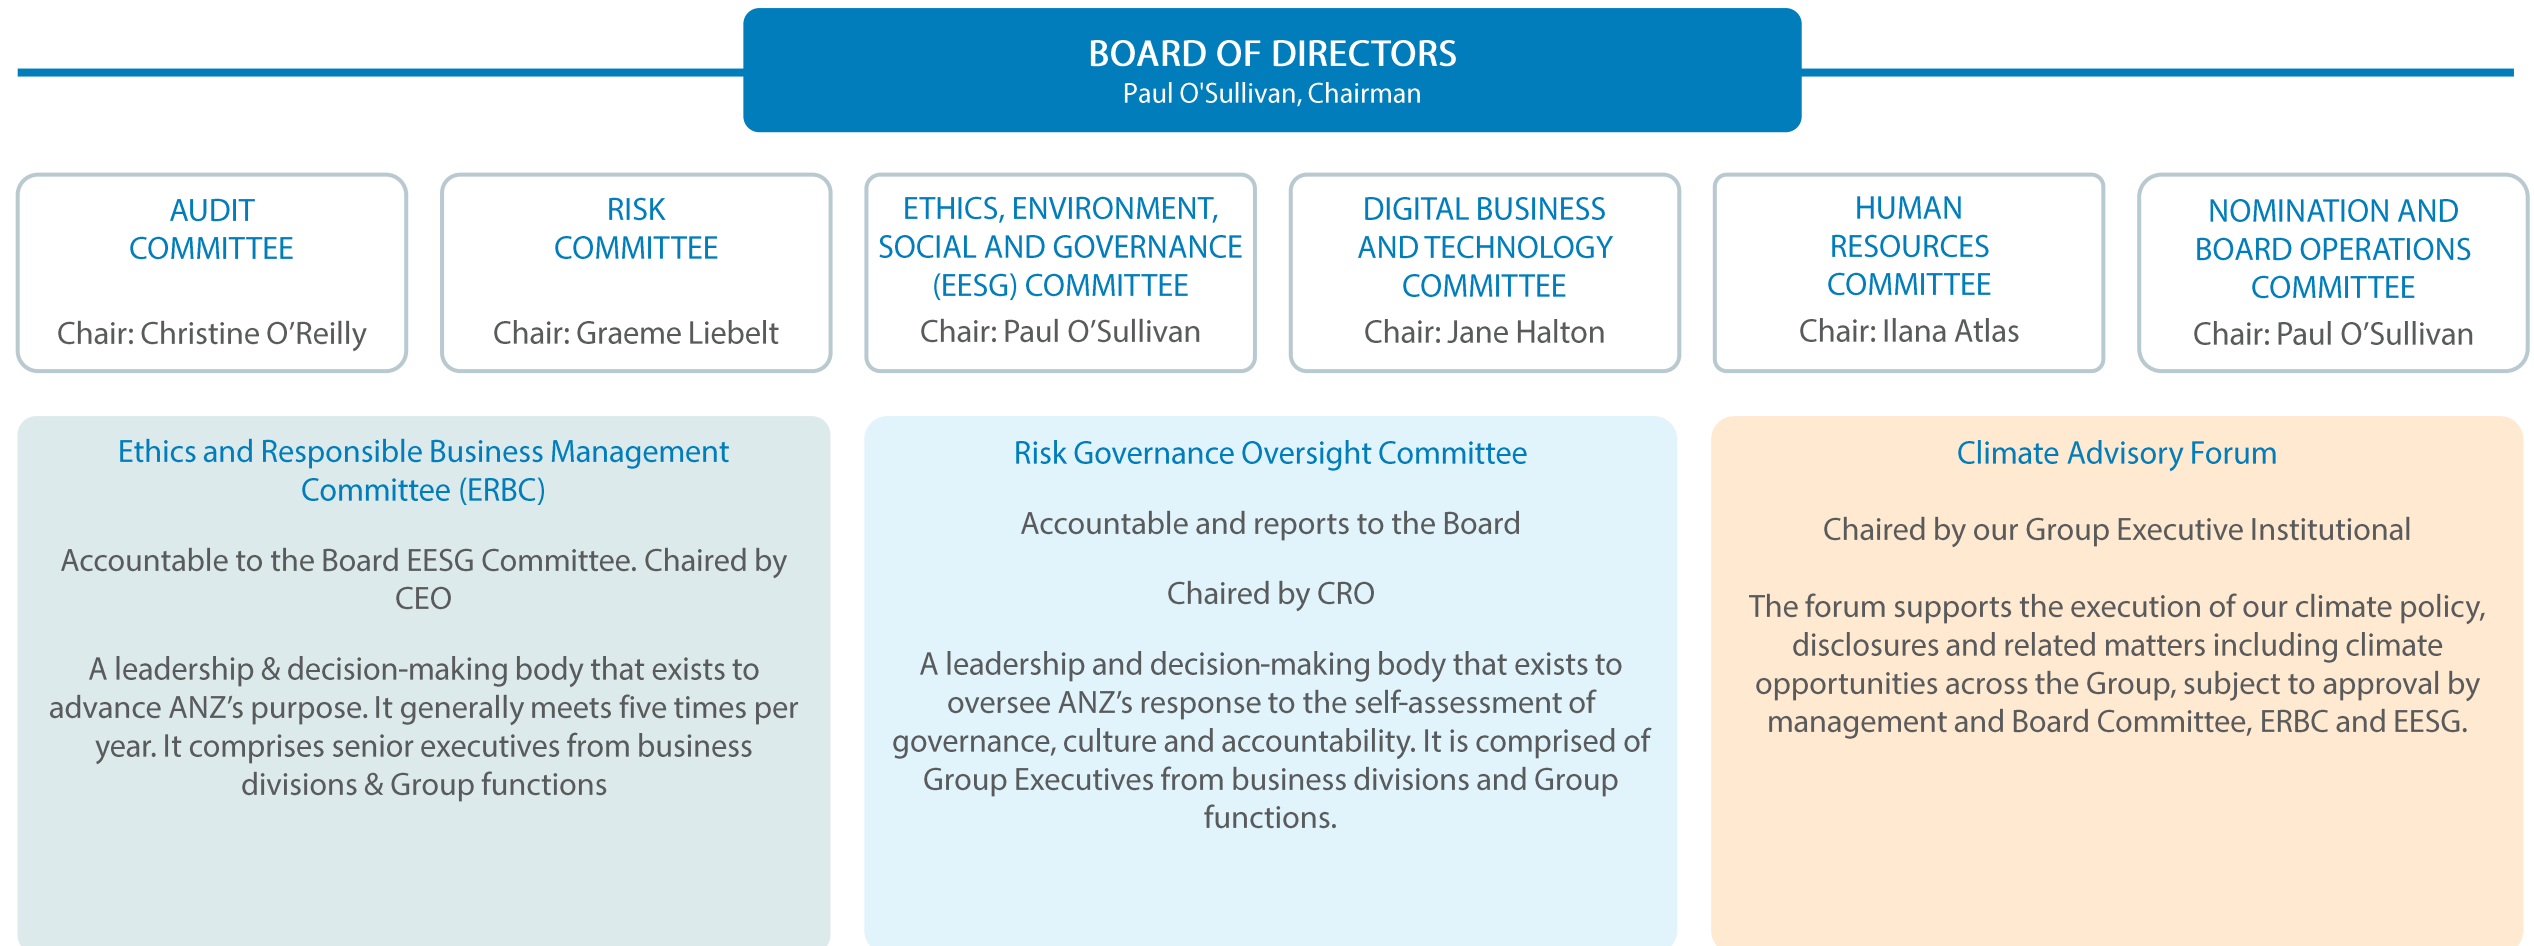 BOARD OF DIRECTORS
Paul O'Sullivan, Chairman
AUDIT
COMMITTEE
Chair: Christine O’Reilly
RISK
COMMITTEE
Chair: Graeme Liebelt
ETHICS, ENVIRONMENT,
SOCIAL AND GOVERNANCE
(EESG) COMMITTEE
Chair: Paul O’Sullivan
DIGITAL BUSINESS
AND TECHNOLOGY
COMMITTEE
Chair: Jane Halton
HUMAN
RESOURCES
COMMITTEE
Chair: Ilana Atlas
NOMINATION AND
BOARD OPERATIONS
COMMITTEE
Chair: Paul O’Sullivan
Ethics and Responsible Business Management
Committee (ERBC)
Accountable to the Board EESG Committee. Chaired by
CEO
A leadership & decision-making body that exists to
advance ANZ’s purpose. It generally meets five times per
year. It comprises senior executives from business
divisions & Group functions
Risk Governance Oversight Committee
Accountable and reports to the Board
Chaired by CRO
A leadership and decision-making body that exists to
oversee ANZ’s response to the self-assessment of
governance, culture and accountability. It is comprised of
Group Executives from business divisions and Group
functions.
Climate Advisory Forum
Chaired by our Group Executive Institutional
The forum supports the execution of our climate policy,
disclosures and related matters including climate
opportunities across the Group, subject to approval by
management and Board Committee, ERBC and EESG.